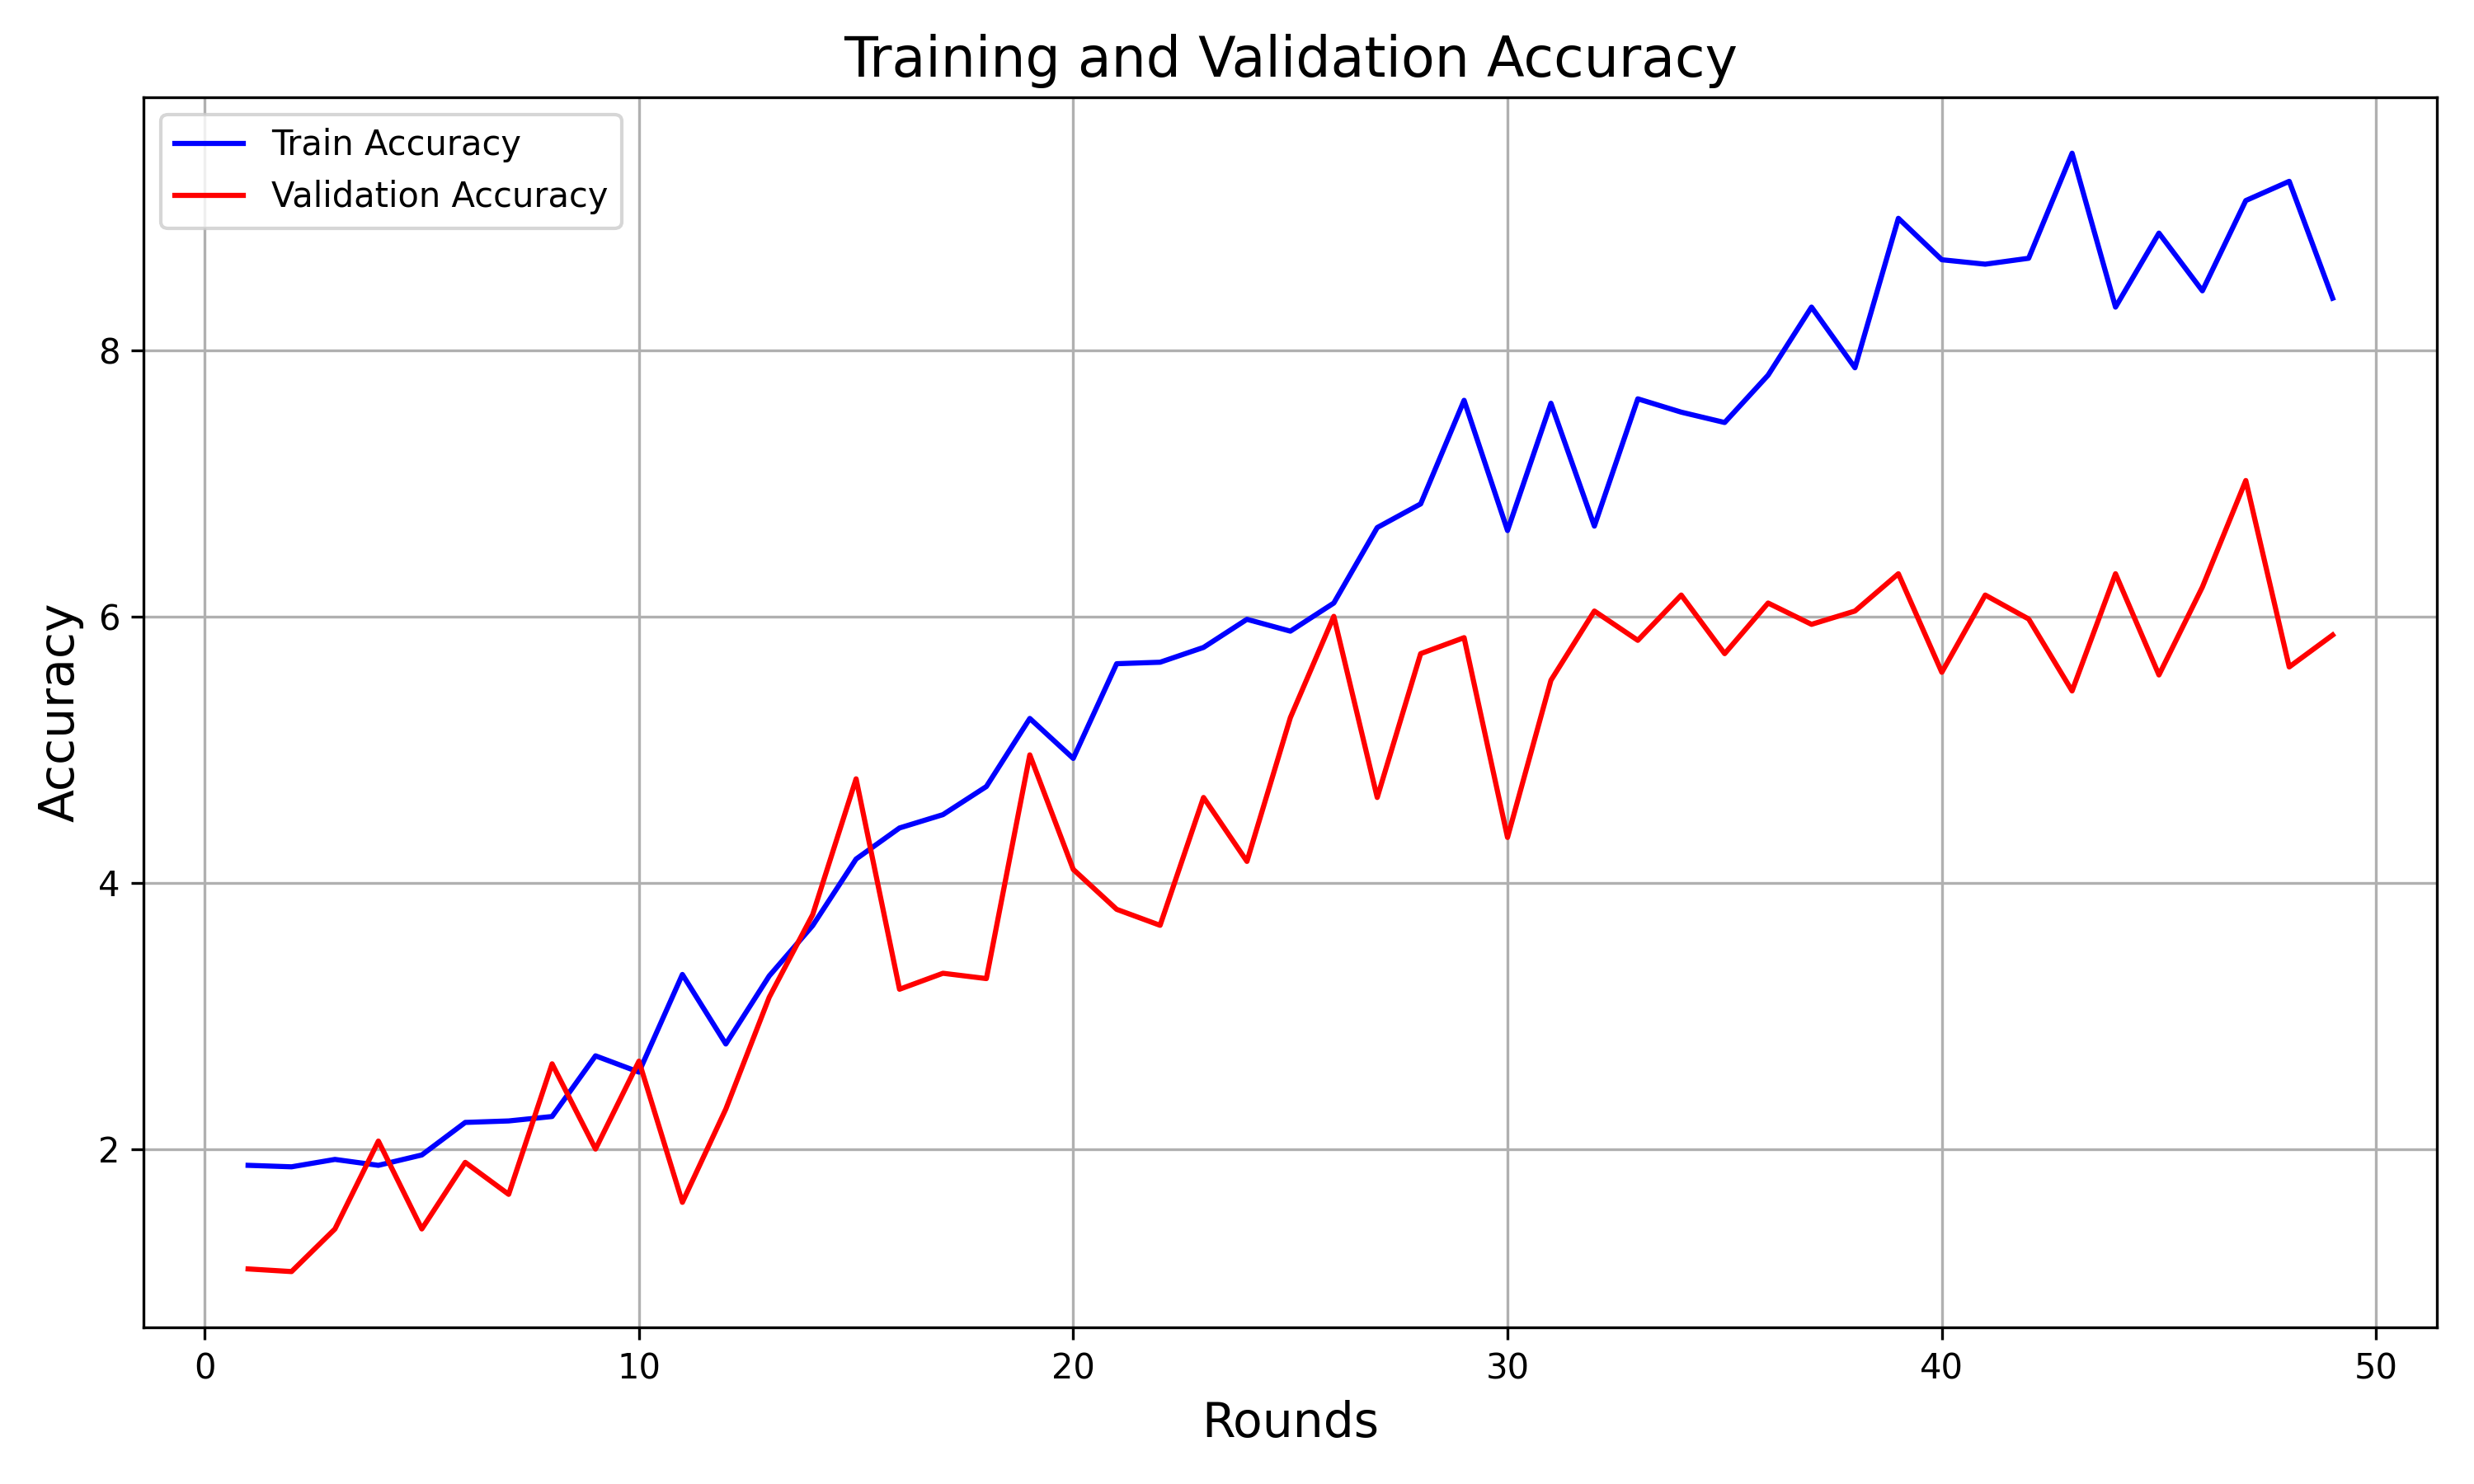 Training and Validation Accuracy
Train Accuracy
Validation Accuracy
8
6
4
2
Accuracy
0 10 20 30 40 50
Rounds